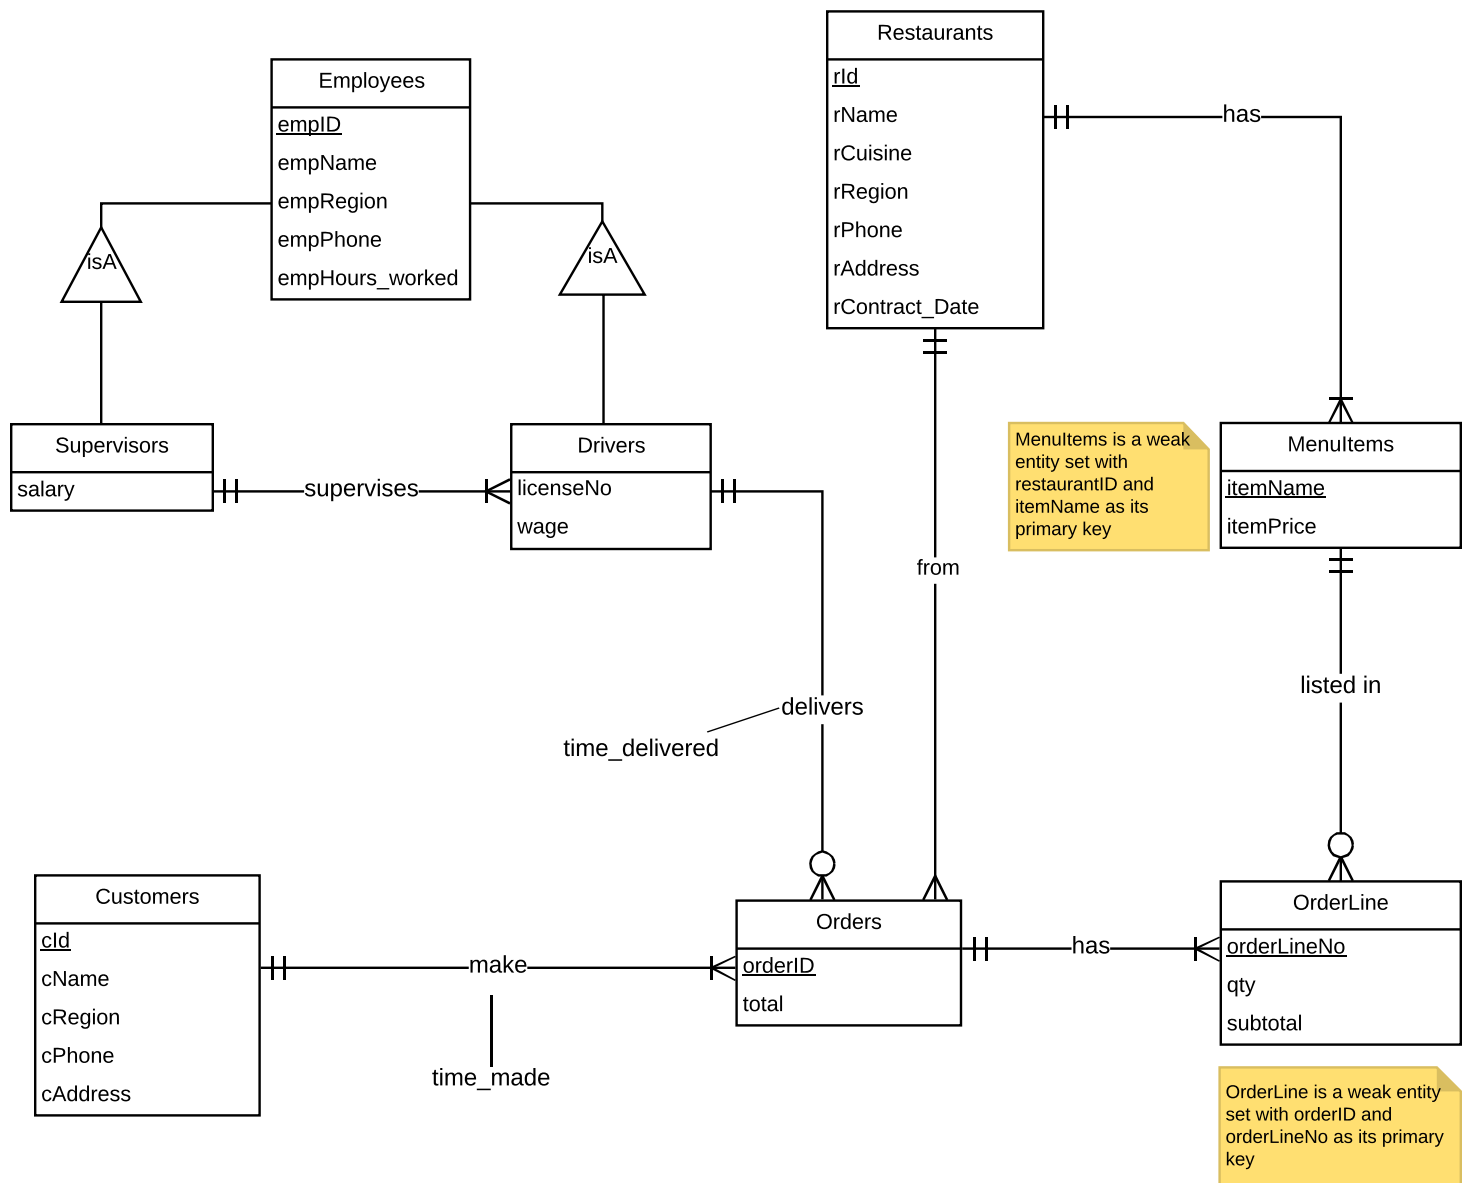 Restaurants
rId
rName
rCuisine
rRegion
rPhone
rAddress
rContract_Date
Employees
empID
empName
empRegion
empPhone
empHours_worked
has
isA
isA
Supervisors
salary
supervises
Drivers
licenseNo
wage
MenuItems is a weak
entity set with
restaurantID and
itemName as its
primary key
MenuItems
itemName
itemPrice
from
listed in
delivers
time_delivered
Customers
cId
cName
cRegion
cPhone
cAddress
make
time_made
Orders
orderID
total
has
OrderLine
orderLineNo
qty
subtotal
OrderLine is a weak entity
set with orderID and
orderLineNo as its primary
key